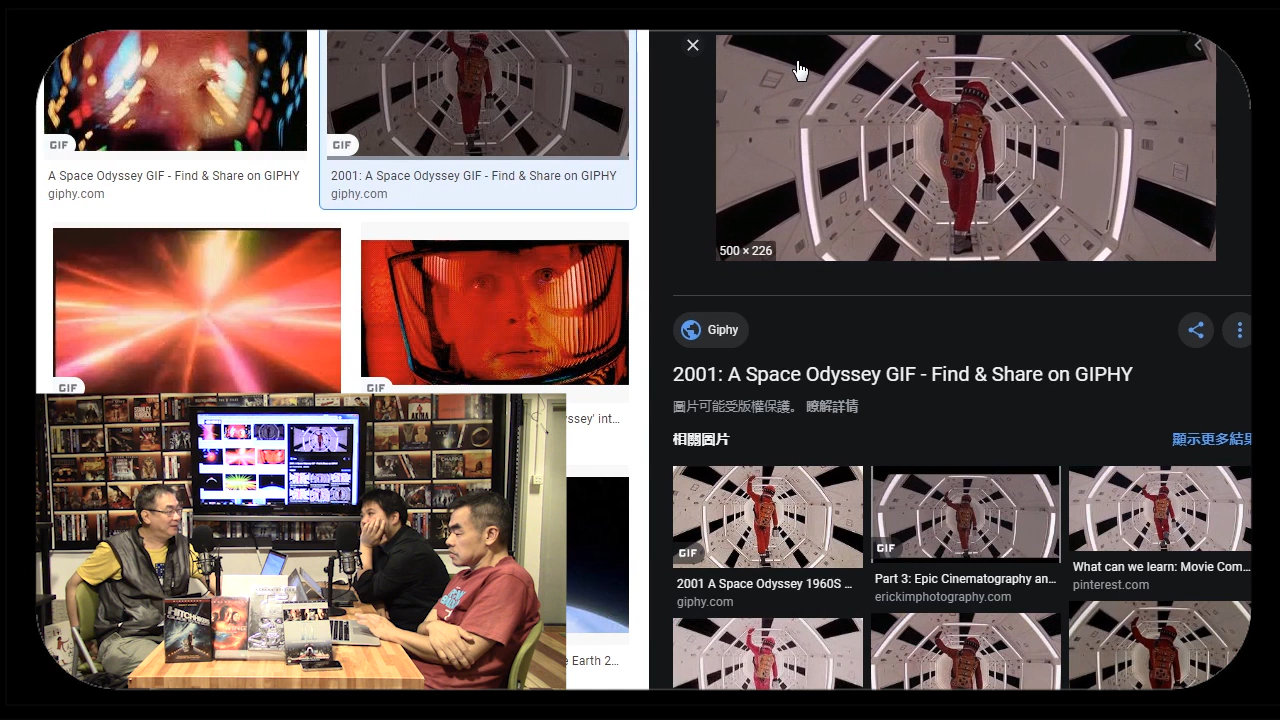 GIF
A Space Odyssey GIF - Find & Share on GIPHY
giphy.com
GIF
2001: A Space Odyssey GIF - Find & Share on GIPHY
giphy.com
GIF
GIF
ssey' int...
e Earth 2...
500 × 226
Giphy
2001: A Space Odyssey GIF - Find & Share on GIPHY
圖片可能受版權保護。 瞭解詳情
相關圖片
顯示更多結果
GIF
2001 A Space Odyssey 1960S ...
giphy.com
GIF
Part 3: Epic Cinematography an...
erickimphotography.com
What can we learn: Movie Com...
pinterest.com
HITCHHIKER
AKIRA
CHAPPIE